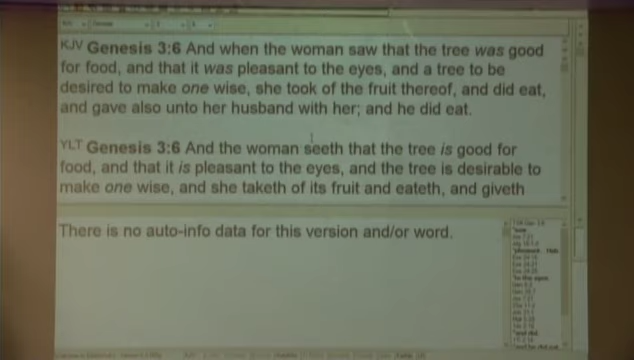 KJV Genesis 3:6 And when the woman saw that the tree was good
for food, and that it was pleasant to the eyes, and a tree to be
desired to make one wise, she took of the fruit thereof, and did eat,
and gave also unto her husband with her; and he did eat.
YLT Genesis 3:6 And the woman seeth that the tree is good for
food, and that it is pleasant to the eyes, and the tree is desirable to
make one wise, and she taketh of its fruit and eateth, and giveth
There is no auto-info data for this version and/or word.